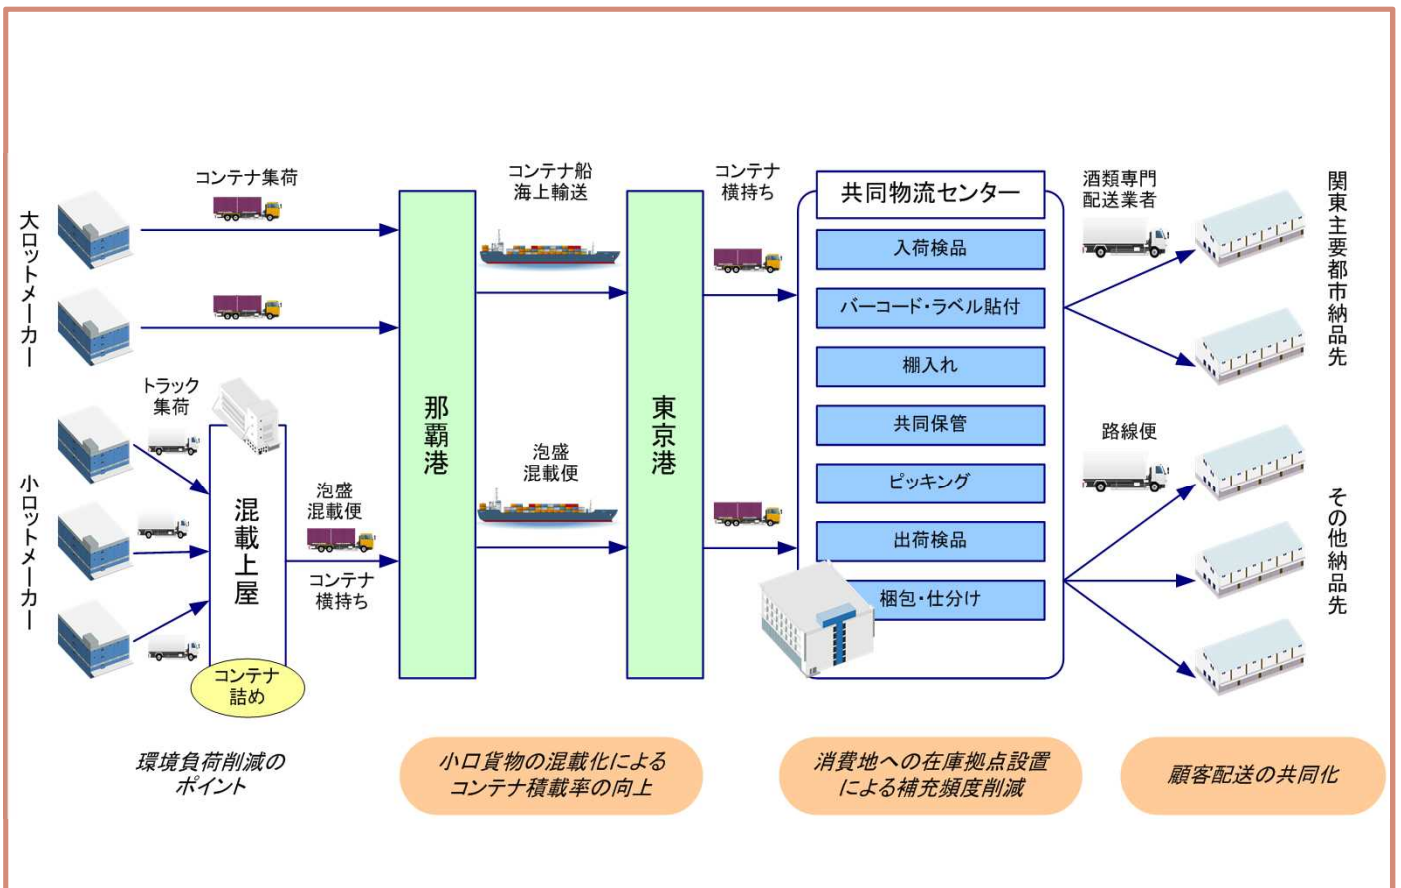 大ロットメーカー
コンテナ集荷
小ロットメーカー
トラック
集荷
混載上屋
コンテナ
詰め
泡盛
混載便
コンテナ
横持ち
那覇港
コンテナ船
海上輸送
泡盛
混載便
東京港
コンテナ
横持ち
共同物流センター
入荷検品
バーコード・ラベル貼付
棚入れ
共同保管
ピッキング
出荷検品
梱包・仕分け
酒類専門
配送業者
関東主要都市納品先
路線便
その他納品先
環境負荷削減の
ポイント
小口貨物の混載化による
コンテナ積載率の向上
消費地への在庫拠点設置
による補充頻度削減
顧客配送の共同化